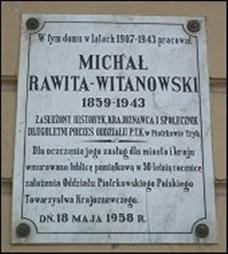 W tym domu w latach 1907-1943 pracował
MICHAŁ
RAWITA-WITANOWSKI
1859-1943
ZASŁUŻONY HISTORYK, KRAJOZNAWCA I SPOŁECZNIK
DŁUGOLETNI PREZES ODDZIAŁU P.T.K. w Piotrkowie Tryb.
Dla uczczenia jego zasług dla miasta i kraju
wmurowano tablicę pamiątkową w 50-letnią rocznicę
założenia Oddziału Piotrkowskiego Polskiego
Towarzystwa Krajoznawczego.
DŃ. 18 MAJA 1958 R.